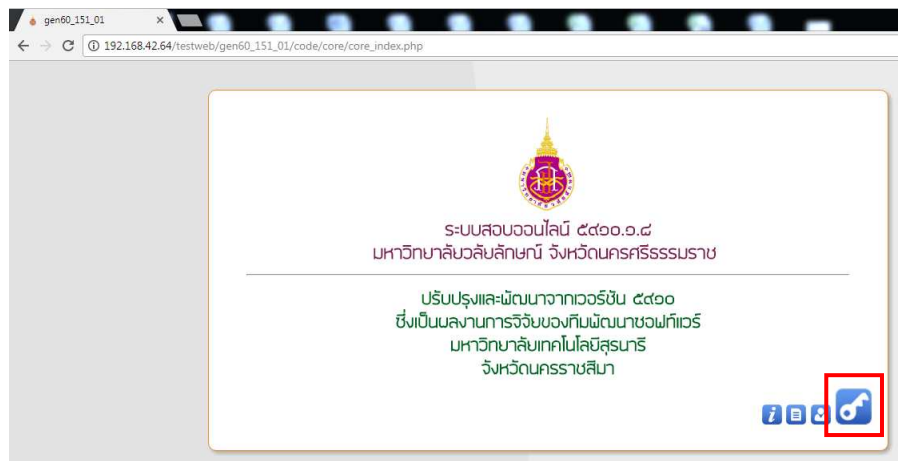 gen60_151_01
192.168.42.64/testweb/gen60_151_01/code/core/core_index.php
ระบบสอบออนไลน์ ๕๔๑๐.๑.๘
มหาวิทยาลัยวลัยลักษณ์ จังหวัดนครศรีธรรมราช
ปรับปรุงและพัฒนาจากเวอร์ชัน ๕๔๑๐
ซึ่งเป็นผลงานการวิจัยของทีมพัฒนาซอฟท์แวร์
มหาวิทยาลัยเทคโนโลยีสุรนารี
จังหวัดนครราชสีมา